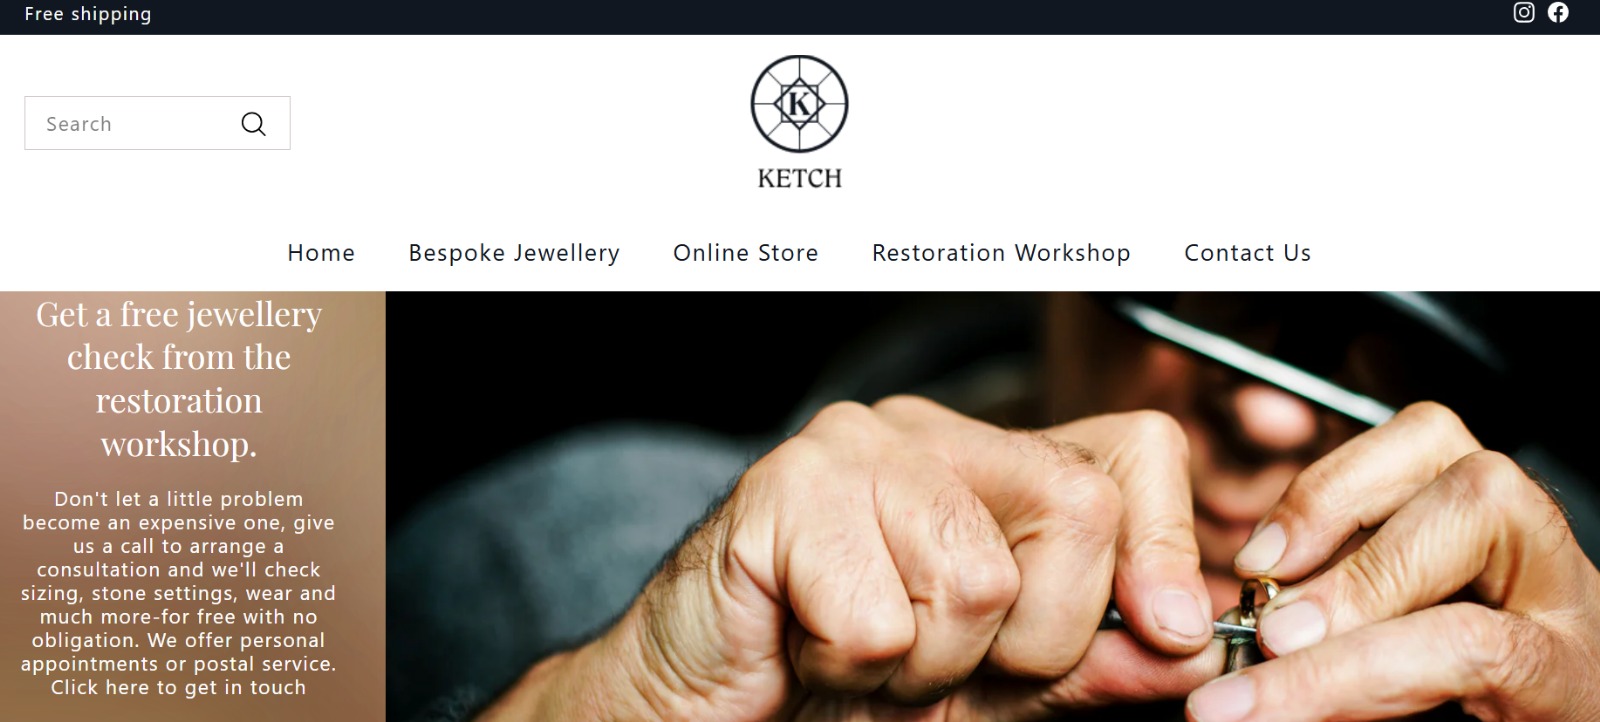 Free shipping
Search
K
KETCH
Home Bespoke Jewellery Online Store Restoration Workshop Contact Us
Get a free jewellery
check from the
restoration
workshop.
Don't let a little problem
become an expensive one, give
us a call to arrange a
consultation and we'll check
sizing, stone settings, wear and
much more-for free with no
obligation. We offer personal
appointments or postal service.
Click here to get in touch